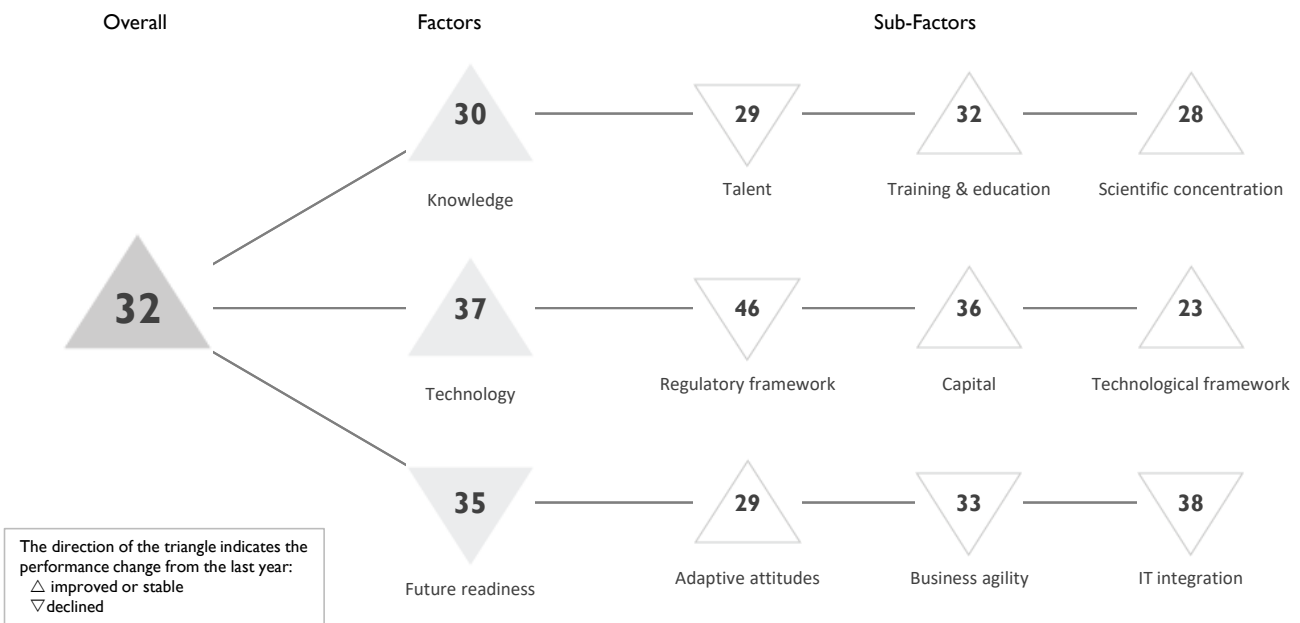 Overall
Factors
Sub-Factors
30
29
32
28
Knowledge
Talent
Training & education
Scientific concentration
32
37
46
36
23
Technology
Regulatory framework
Capital
Technological framework
35
29
33
38
Future readiness
Adaptive attitudes
Business agility
IT integration
The direction of the triangle indicates the
performance change from the last year:
△ improved or stable
▽ declined